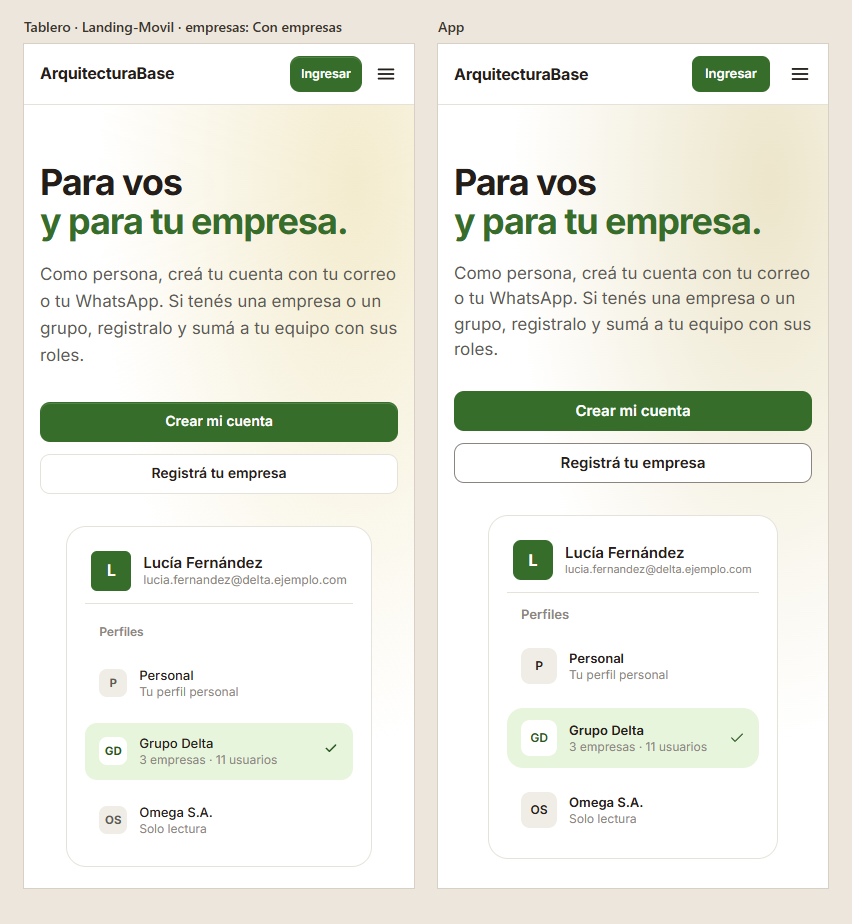 Tablero · Landing-Movil · empresas: Con empresas
ArquitecturaBase
Ingresar
Para vos
y para tu empresa.
Como persona, creá tu cuenta con tu correo
o tu WhatsApp. Si tenés una empresa o un
grupo, registralo y sumá a tu equipo con sus
roles.
Crear mi cuenta
Registrá tu empresa
L
Lucía Fernández
lucia.fernandez@delta.ejemplo.com
Perfiles
P
Personal
Tu perfil personal
GD
Grupo Delta
3 empresas · 11 usuarios
OS
Omega S.A.
Solo lectura
App
ArquitecturaBase
Ingresar
Para vos
y para tu empresa.
Como persona, creá tu cuenta con tu correo
o tu WhatsApp. Si tenés una empresa o un
grupo, registralo y sumá a tu equipo con sus
roles.
Crear mi cuenta
Registrá tu empresa
L
Lucía Fernández
lucia.fernandez@delta.ejemplo.com
Perfiles
P
Personal
Tu perfil personal
GD
Grupo Delta
3 empresas · 11 usuarios
OS
Omega S.A.
Solo lectura